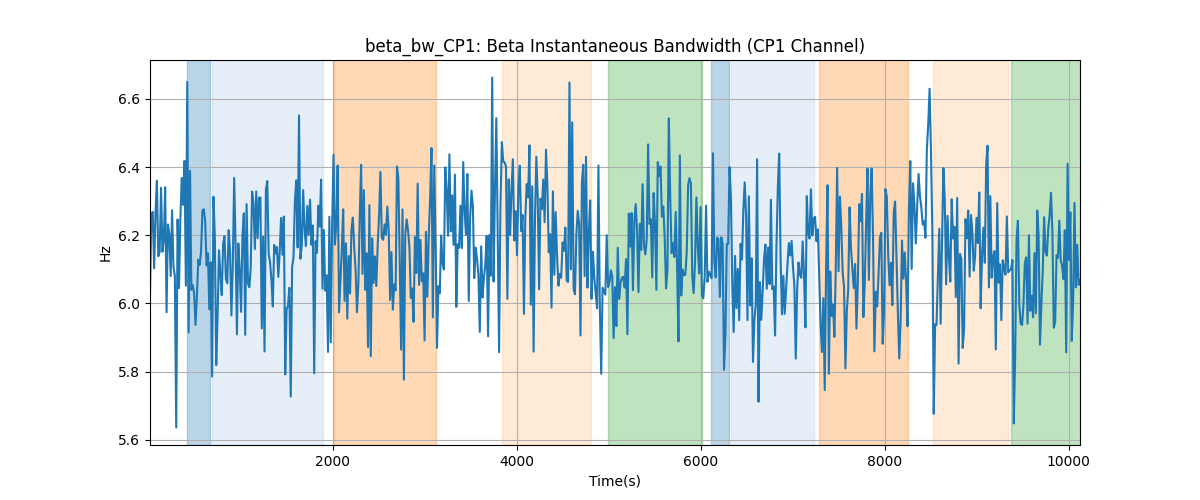 beta_bw_CP1: Beta Instantaneous Bandwidth (CP1 Channel)
Hz
6.6
6.4
6.2
6.0
5.8
5.6
2000 4000 6000 8000 10000
Time(s)